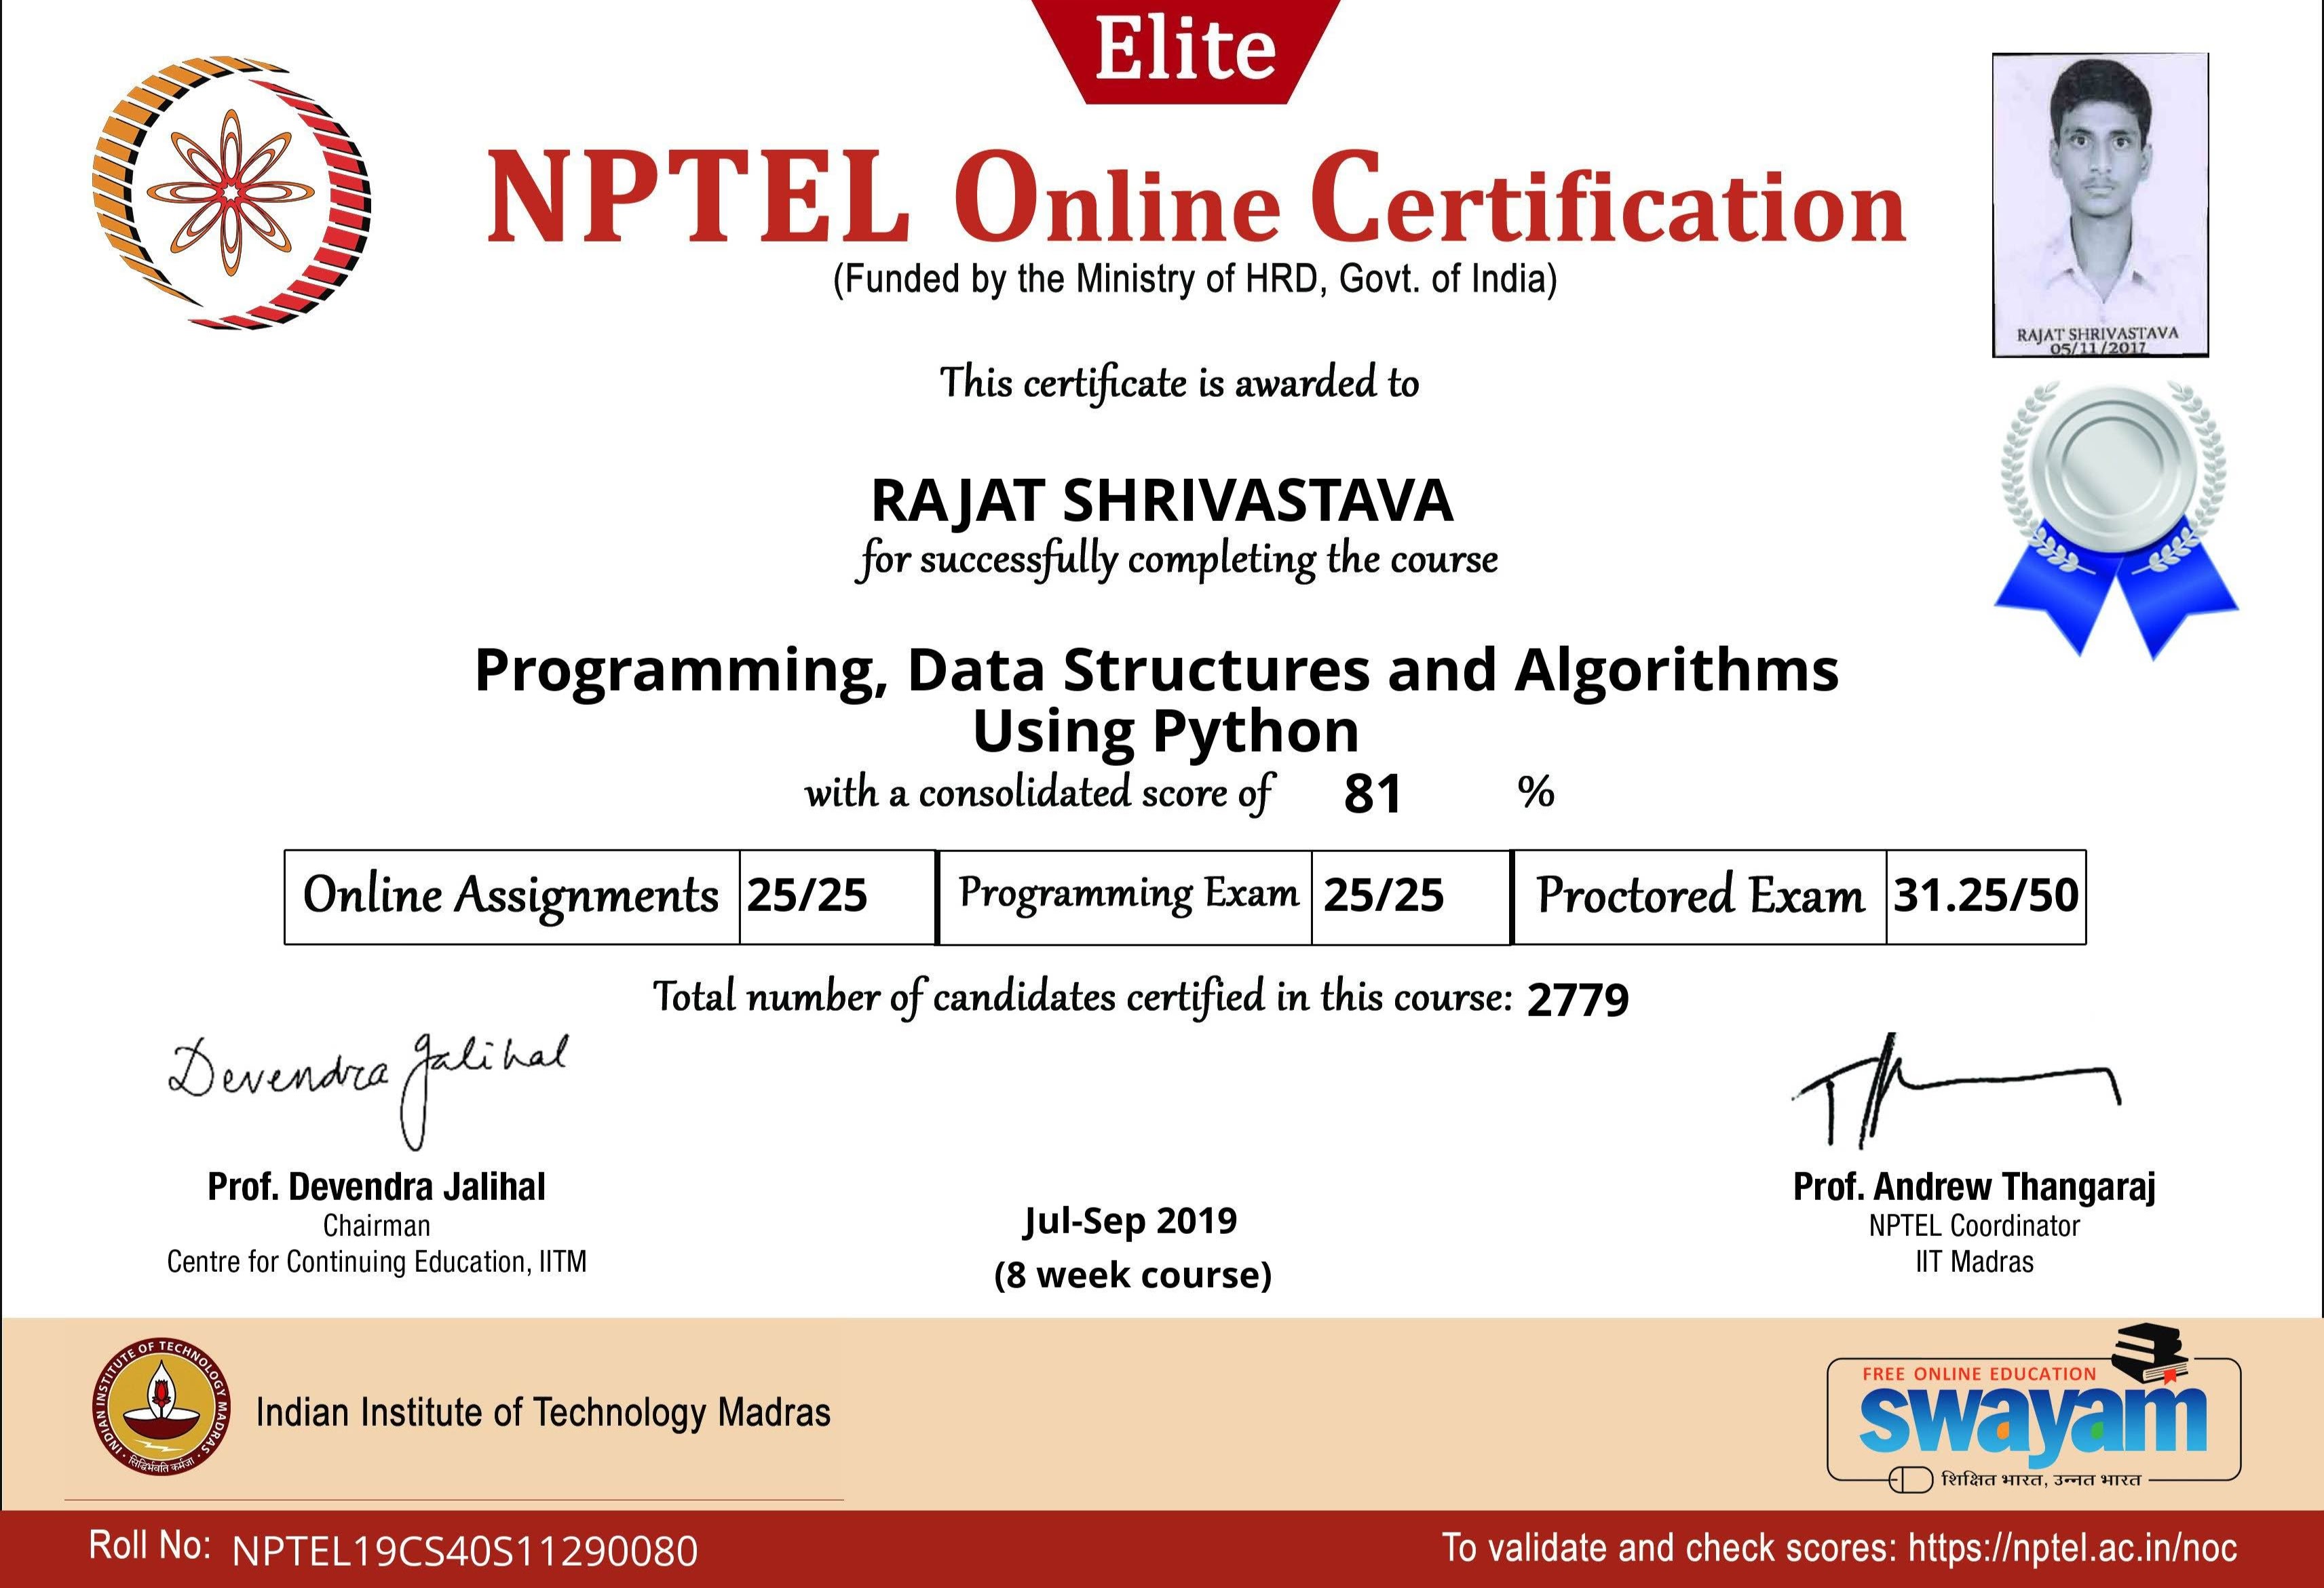 Elite
NPTEL Online Certification
(Funded by the Ministry of HRD, Govt. of India)
RAJAT SHRIVASTAVA
05/11/2017
This certificate is awarded to
RAJAT SHRIVASTAVA
for successfully completing the course
Programming, Data Structures and Algorithms
Using Python
with a consolidated score of 81 %
Online Assignments 25/25 Programming Exam 25/25 Proctored Exam 31.25/50
Total number of candidates certified in this course: 2779
Devendra Jalihal
Prof. Devendra Jalihal
Chairman
Centre for Continuing Education, IITM
Jul-Sep 2019
(8 week course)
Prof. Andrew Thangaraj
NPTEL Coordinator
IIT Madras
INDIAN INSTITUTE OF TECHNOLOGY MADRAS
सिद्धिर्भवति कर्मजा
Indian Institute of Technology Madras
FREE ONLINE EDUCATION
swayam
शिक्षित भारत, उन्नत भारत
Roll No: NPTEL19CS40S11290080
To validate and check scores: https://nptel.ac.in/noc